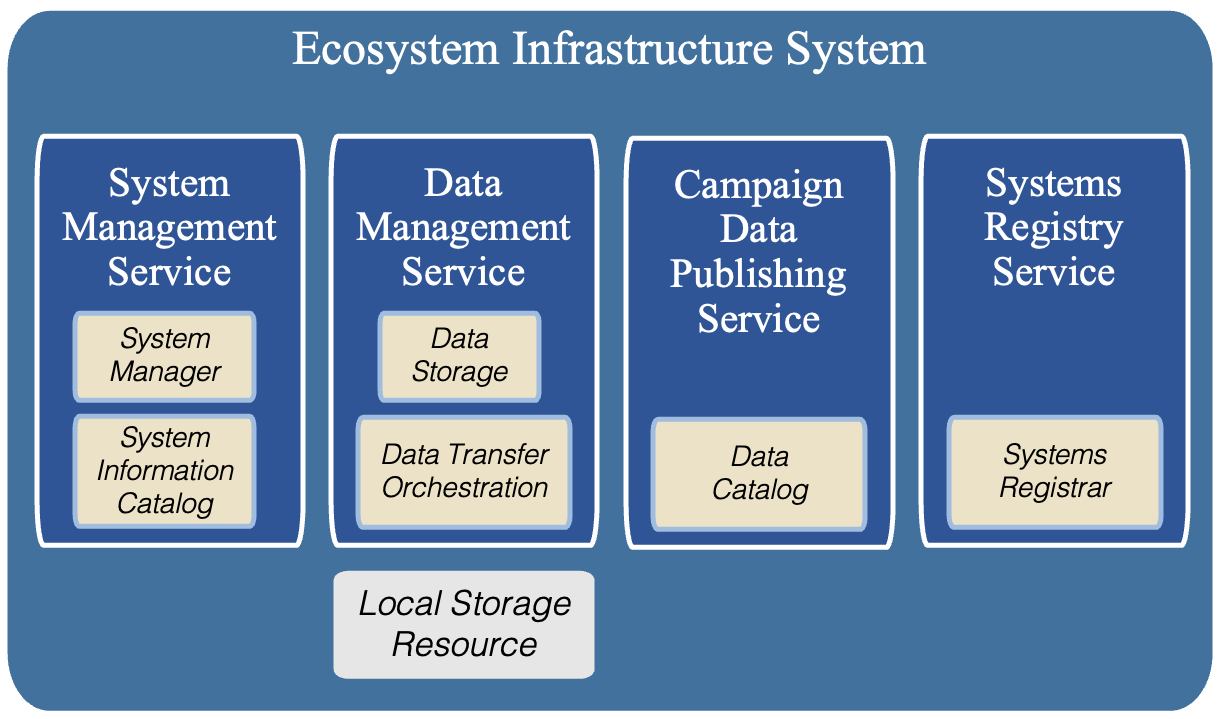 Ecosystem Infrastructure System
System
Management
Service
System
Manager
System
Information
Catalog
Data
Management
Service
Data
Storage
Data Transfer
Orchestration
Campaign
Data
Publishing
Service
Data
Catalog
Systems
Registry
Service
Systems
Registrar
Local Storage
Resource